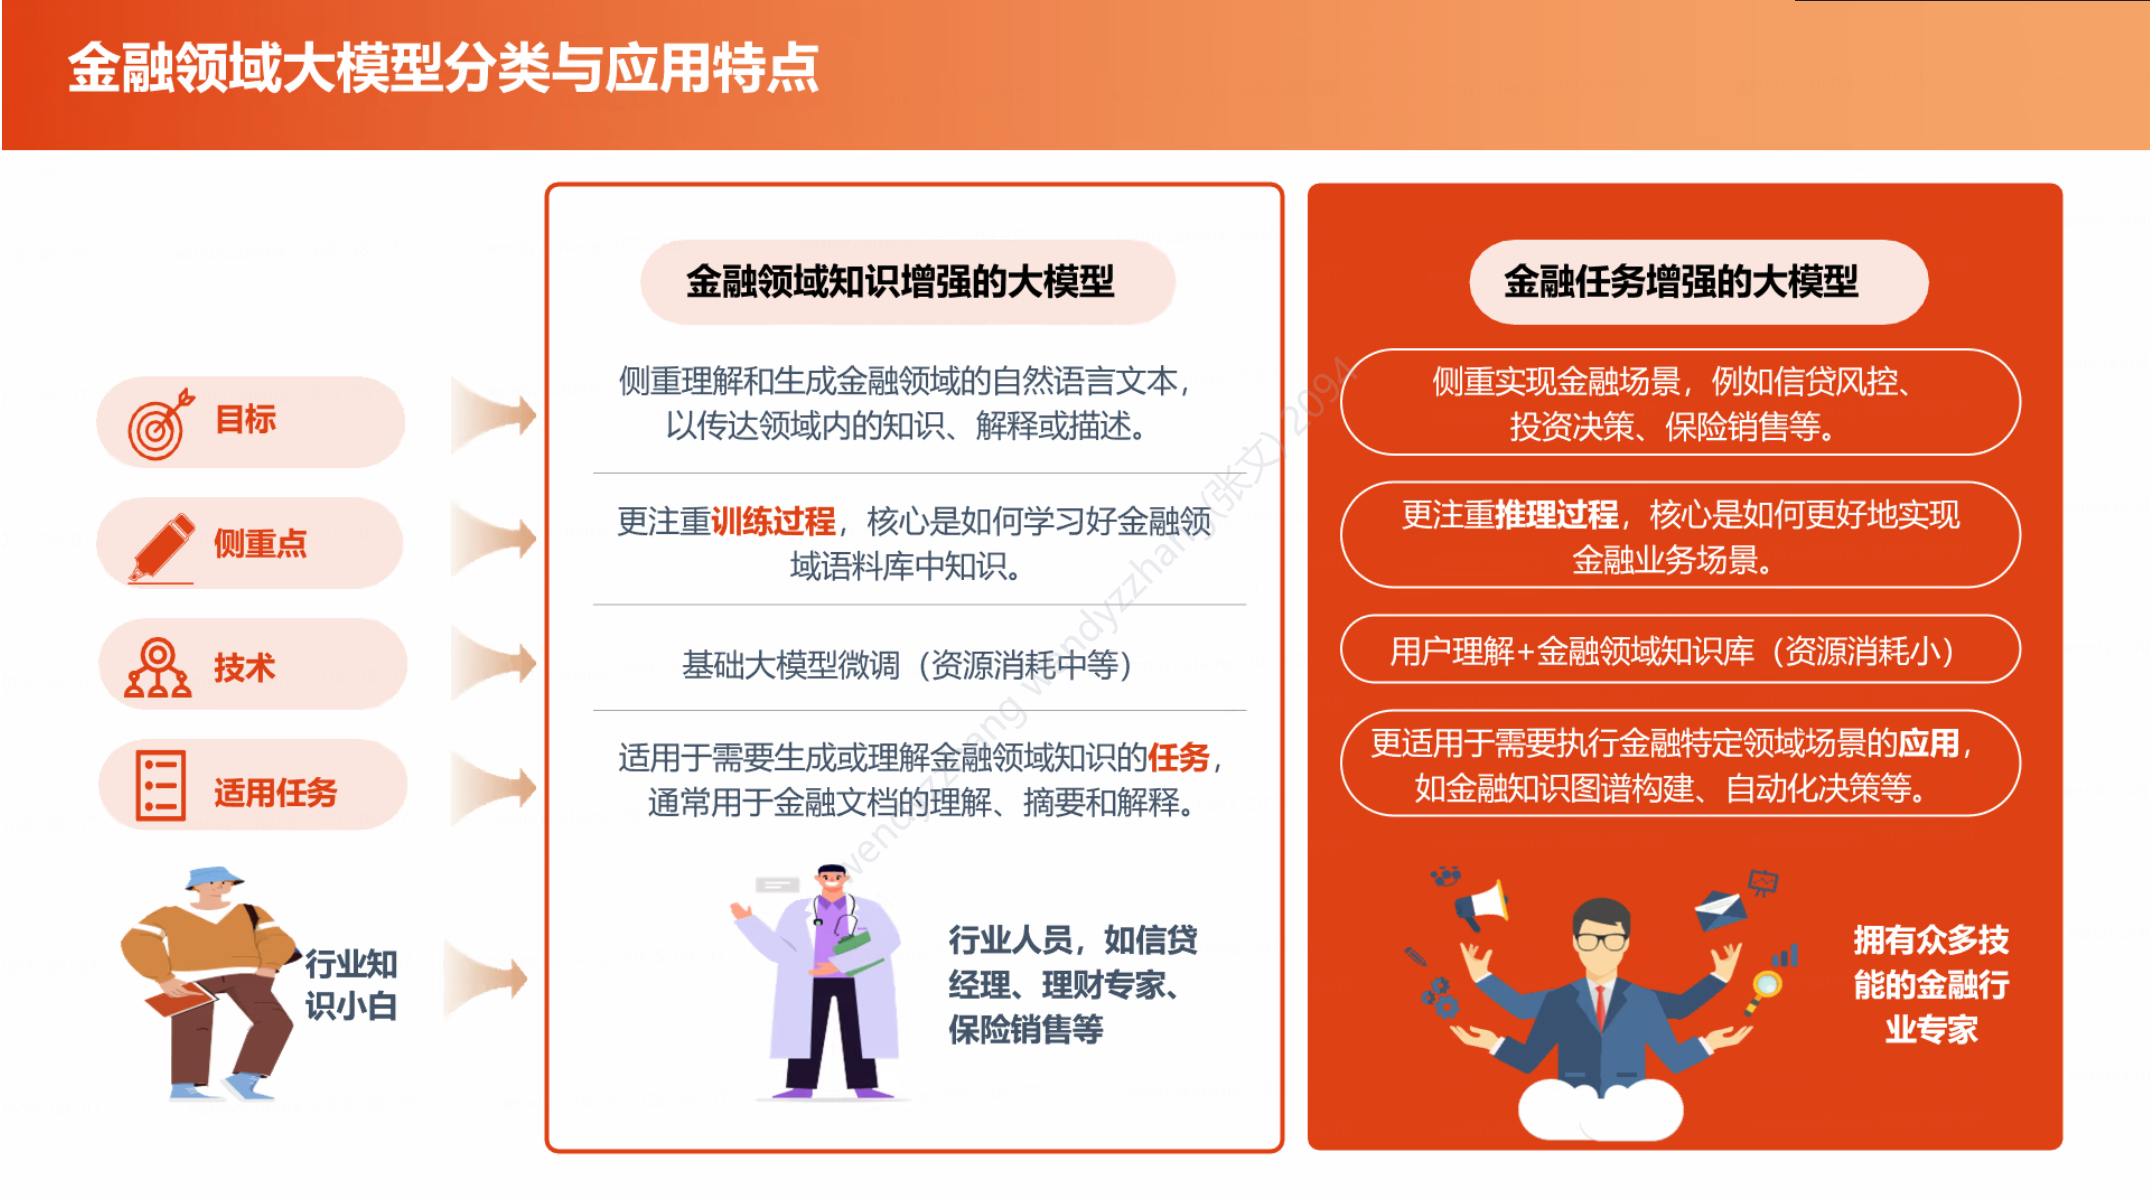 金融领域大模型分类与应用特点
金融领域知识增强的大模型
金融任务增强的大模型
目标
侧重理解和生成金融领域的自然语言文本，
以传达领域内的知识、解释或描述。
侧重实现金融场景，例如信贷风控、
投资决策、保险销售等。
侧重点
更注重训练过程，核心是如何学习好金融领
域语料库中知识。
更注重推理过程，核心是如何更好地实现
金融业务场景。
技术
基础大模型微调（资源消耗中等）
用户理解+金融领域知识库（资源消耗小）
适用任务
适用于需要生成或理解金融领域知识的任务，
通常用于金融文档的理解、摘要和解释。
更适用于需要执行金融特定领域场景的应用，
如金融知识图谱构建、自动化决策等。
行业知
识小白
行业人员，如信贷
经理、理财专家、
保险销售等
拥有众多技
能的金融行
业专家
wendyzzhang wendyzzhang(张文) 2094